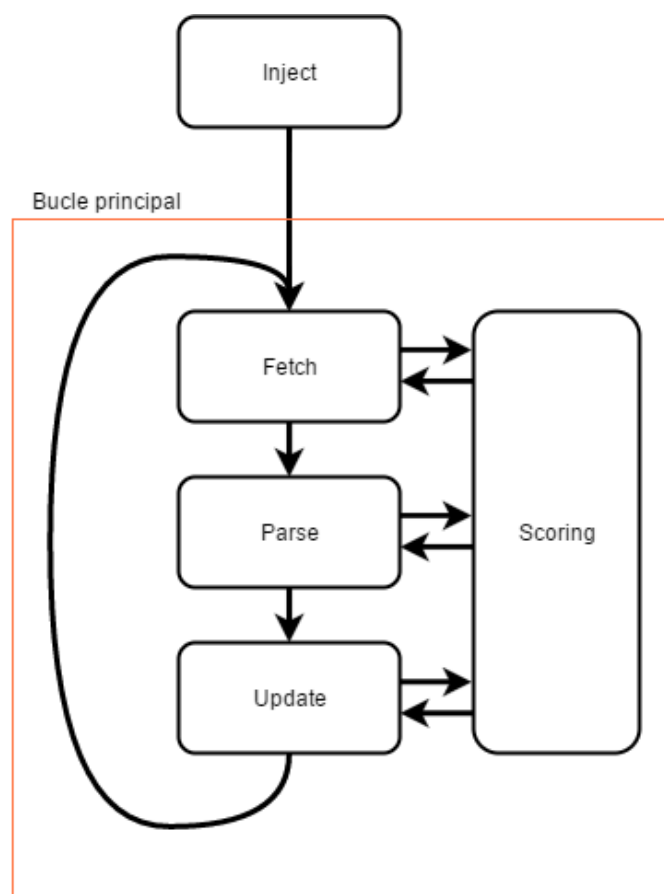 Inject
Bucle principal
Fetch
Parse
Scoring
Update